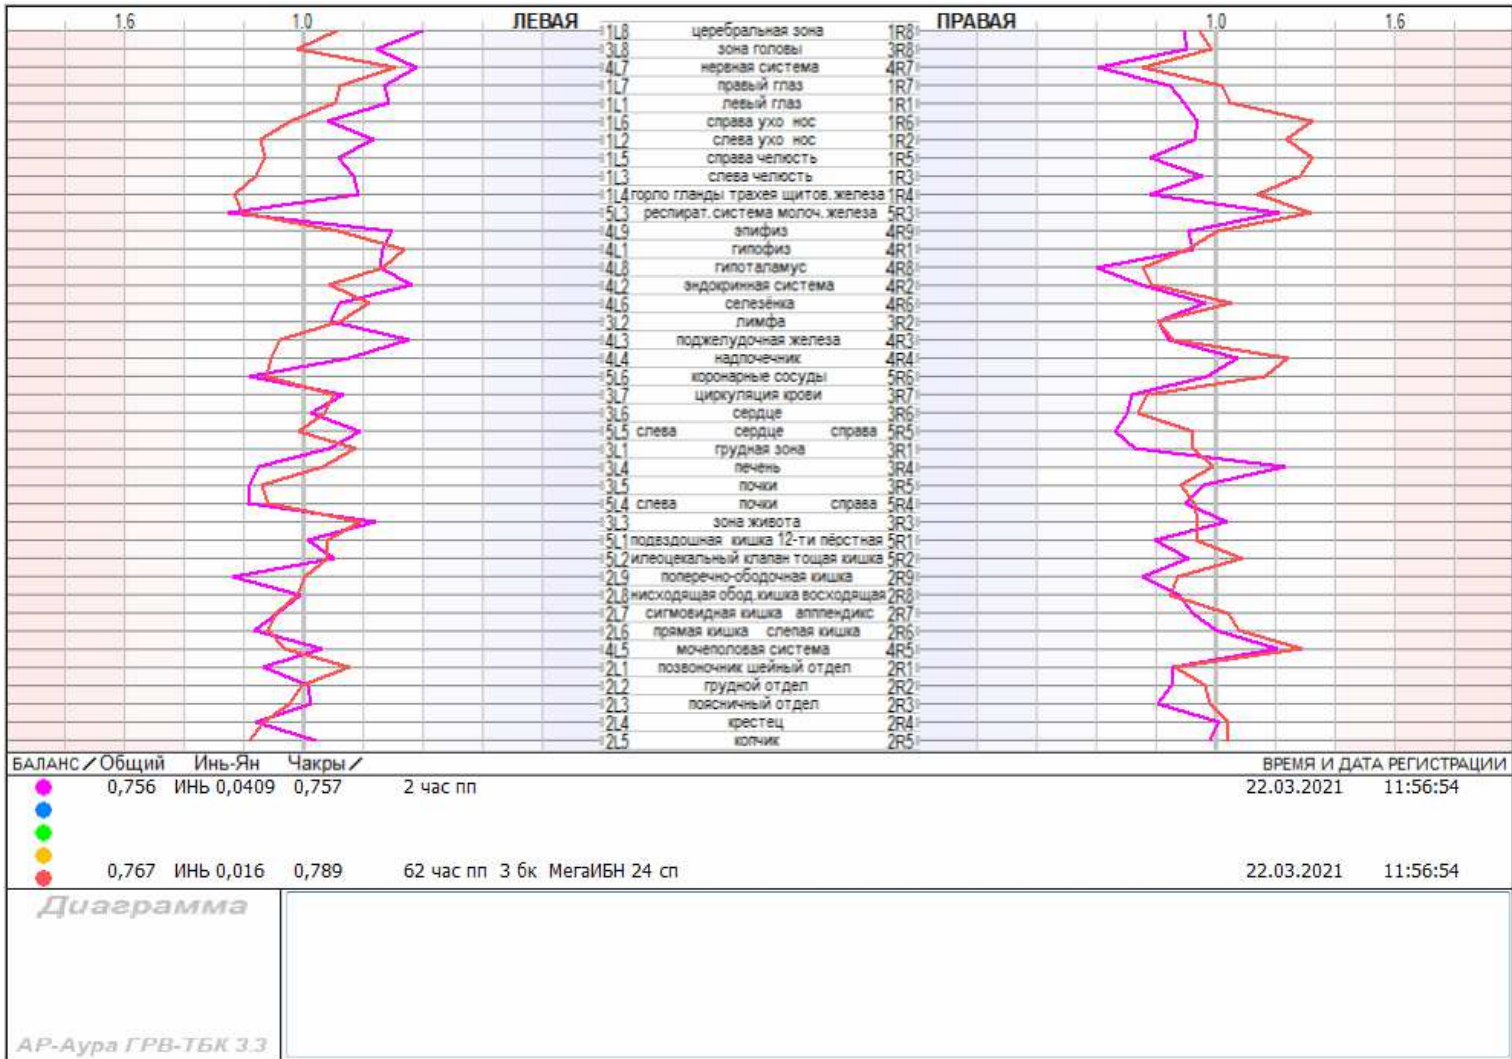 1.6 1.0 ЛЕВАЯ ПРАВАЯ 1.0 1.6
1L8 церебральная зона 1R8
3L8 зона головы 3R8
4L7 нервная система 4R7
1L7 правый глаз 1R7
1L1 левый глаз 1R1
1L6 справа ухо нос 1R6
1L2 слева ухо нос 1R2
1L5 справа челюсть 1R5
1L3 слева челюсть 1R3
1L4 горло гланды трахея щитов.железа 1R4
5L3 респират.система молоч.железа 5R3
4L9 эпифиз 4R9
4L1 гипофиз 4R1
4L8 гипоталамус 4R8
4L2 эндокринная система 4R2
4L6 селезёнка 4R6
3L2 лимфа 3R2
4L3 поджелудочная железа 4R3
4L4 надпочечник 4R4
5L6 коронарные сосуды 5R6
3L7 циркуляция крови 3R7
3L6 сердце 3R6
5L5 слева сердце справа 5R5
3L1 грудная зона 3R1
3L4 печень 3R4
3L5 почки 3R5
5L4 слева почки справа 5R4
3L3 зона живота 3R3
5L1 подвздошная кишка 12-ти пёрстная 5R1
5L2 илеоцекальный клапан тощая кишка 5R2
2L9 поперечно-ободочная кишка 2R9
2L8 нисходящая обод.кишка восходящая 2R8
2L7 сигмовидная кишка апппендикс 2R7
2L6 прямая кишка слепая кишка 2R6
4L5 мочеполовая система 4R5
2L1 позвоночник шейный отдел 2R1
2L2 грудной отдел 2R2
2L3 поясничный отдел 2R3
2L4 крестец 2R4
2L5 копчик 2R5
БАЛАНС / Общий Инь-Ян Чакры / ВРЕМЯ И ДАТА РЕГИСТРАЦИИ
0,756 ИНЬ 0,0409 0,757 2 час пп 22.03.2021 11:56:54
0,767 ИНЬ 0,016 0,789 62 час пп 3 бк МегаИБН 24 сп 22.03.2021 11:56:54
Диаграмма
АР-Аура ГРВ-ТБК 3.3